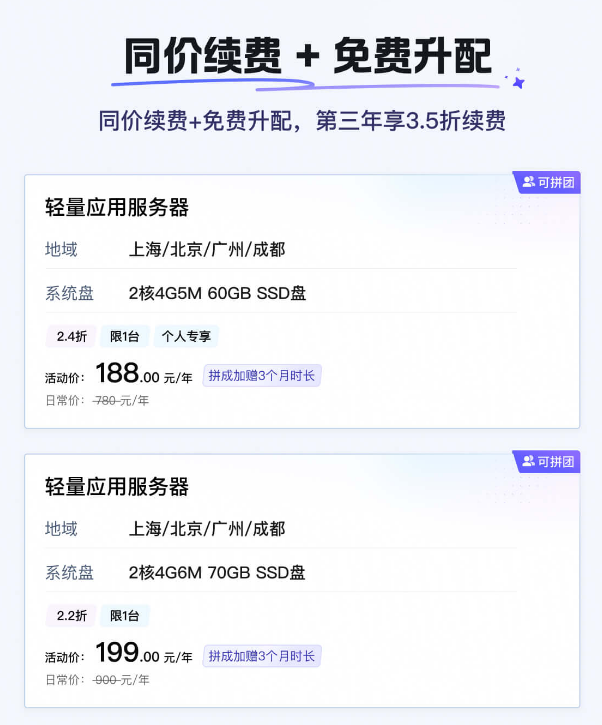 同价续费 + 免费升配
同价续费+免费升配，第三年享3.5折续费
可拼团
轻量应用服务器
地域 上海/北京/广州/成都
系统盘 2核4G5M 60GB SSD盘
2.4折 限1台 个人专享
活动价: 188.00 元/年 拼成加赠3个月时长
日常价: 780 元/年
可拼团
轻量应用服务器
地域 上海/北京/广州/成都
系统盘 2核4G6M 70GB SSD盘
2.2折 限1台
活动价: 199.00 元/年 拼成加赠3个月时长
日常价: 900 元/年